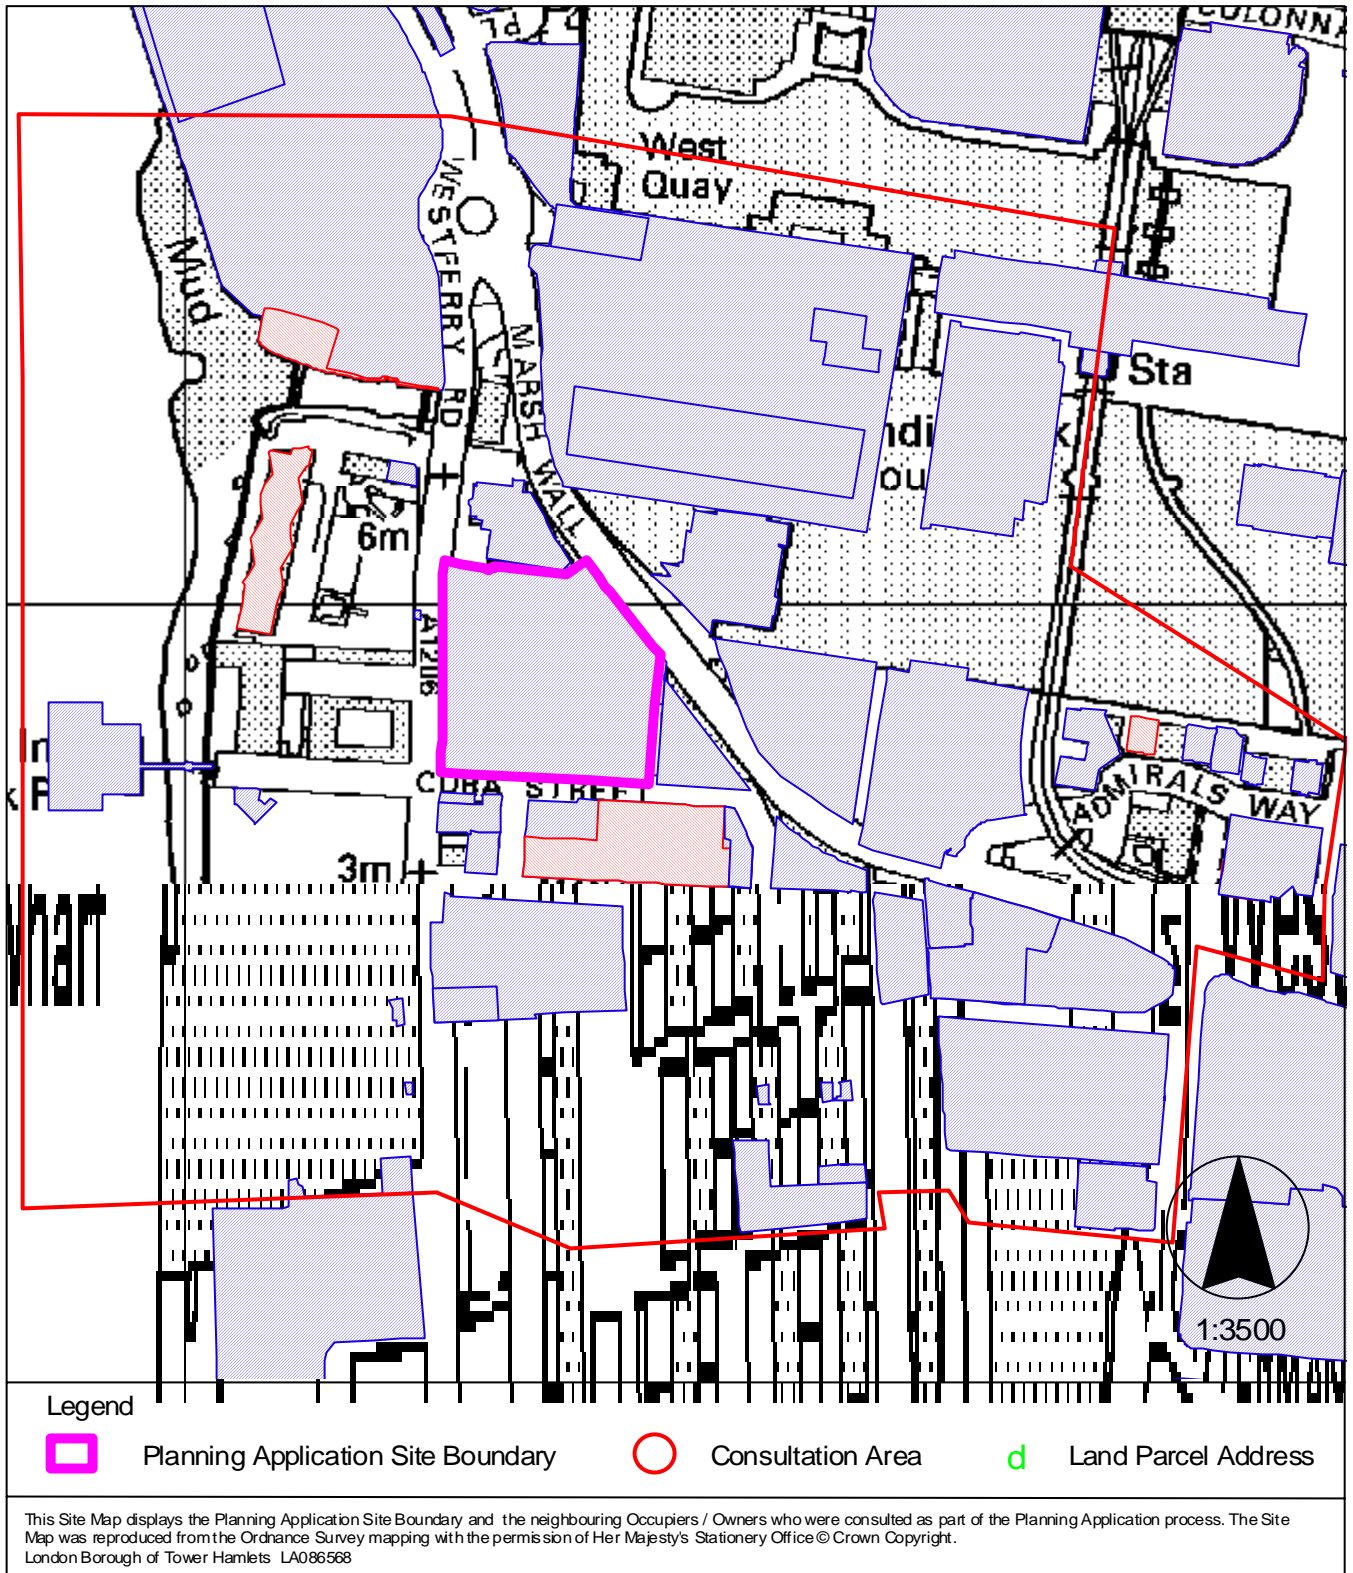 COLONNA
PL
West
Quay
WESTFERRY RD
Mud
MARSH WALL
Sta
6m
A1206
CUBA STREE
ADMIRALS WAY
3m
1:3500
Legend
Planning Application Site Boundary
Consultation Area
d Land Parcel Address
This Site Map displays the Planning Application Site Boundary and the neighbouring Occupiers / Owners who were consulted as part of the Planning Application process. The Site
Map was reproduced from the Ordnance Survey mapping with the permission of Her Majesty's Stationery Office © Crown Copyright.
London Borough of Tower Hamlets LA086568